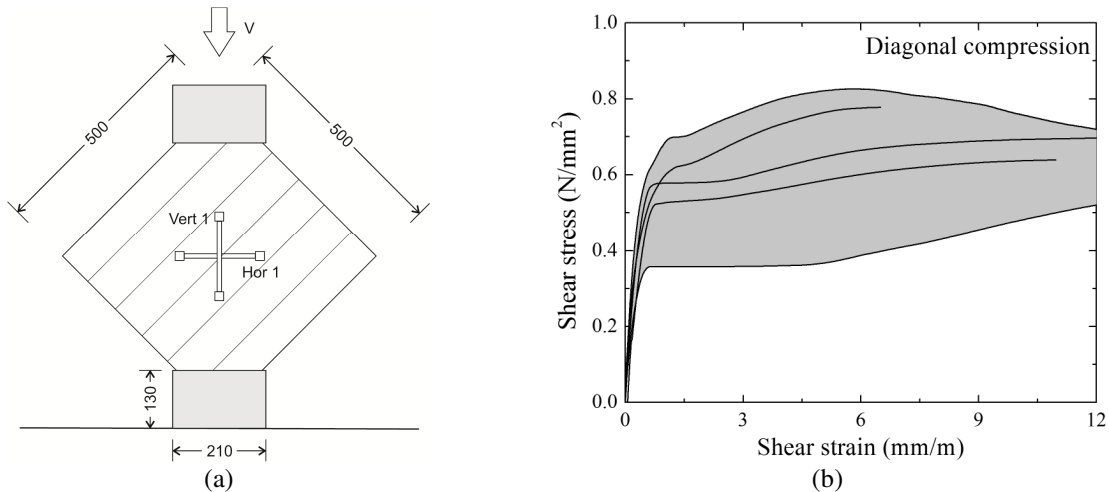 V
500
500
Vert 1
Hor 1
130
210
(a)
Diagonal compression
Shear stress (N/mm²)
1.0
0.8
0.6
0.4
0.2
0.0
0
3
6
9
12
Shear strain (mm/m)
(b)